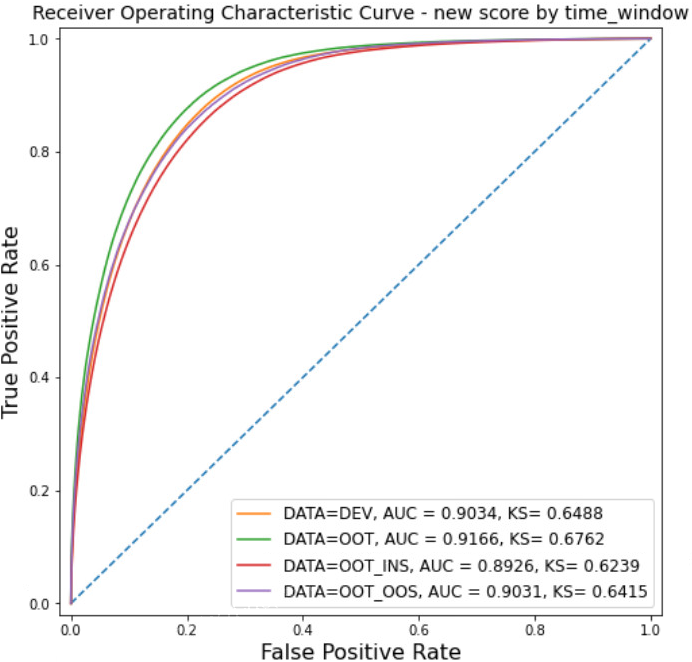 Receiver Operating Characteristic Curve - new score by time_window
1.0
0.8
0.6
0.4
0.2
0.0
True Positive Rate
DATA=DEV, AUC = 0.9034, KS= 0.6488
DATA=OOT, AUC = 0.9166, KS= 0.6762
DATA=OOT_INS, AUC = 0.8926, KS= 0.6239
DATA=OOT_OOS, AUC = 0.9031, KS= 0.6415
0.0 0.2 0.4 0.6 0.8 1.0
False Positive Rate